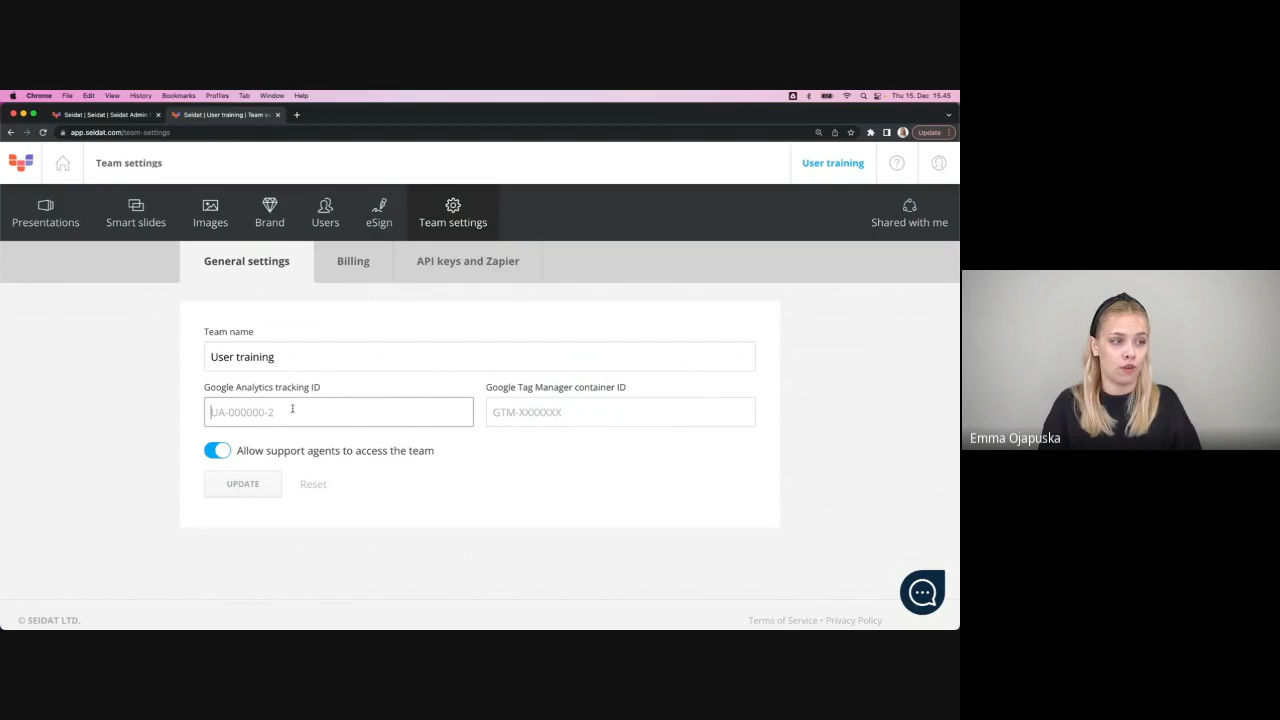 Chrome File Edit View History Bookmarks Profiles Tab Window Help
Thu 15. Dec 15.45
Seidat | Seidat | Seidat Admin
Seidat | User training | Team s
app.seidat.com/team-settings
Update
Team settings
User training
Presentations
Smart slides
Images
Brand
Users
eSign
Team settings
Shared with me
General settings
Billing
API keys and Zapier
Team name
User training
Google Analytics tracking ID
Google Tag Manager container ID
UA-000000-2
GTM-XXXXXXX
Allow support agents to access the team
UPDATE
Reset
Emma Ojapuska
© SEIDAT LTD.
Terms of Service • Privacy Policy